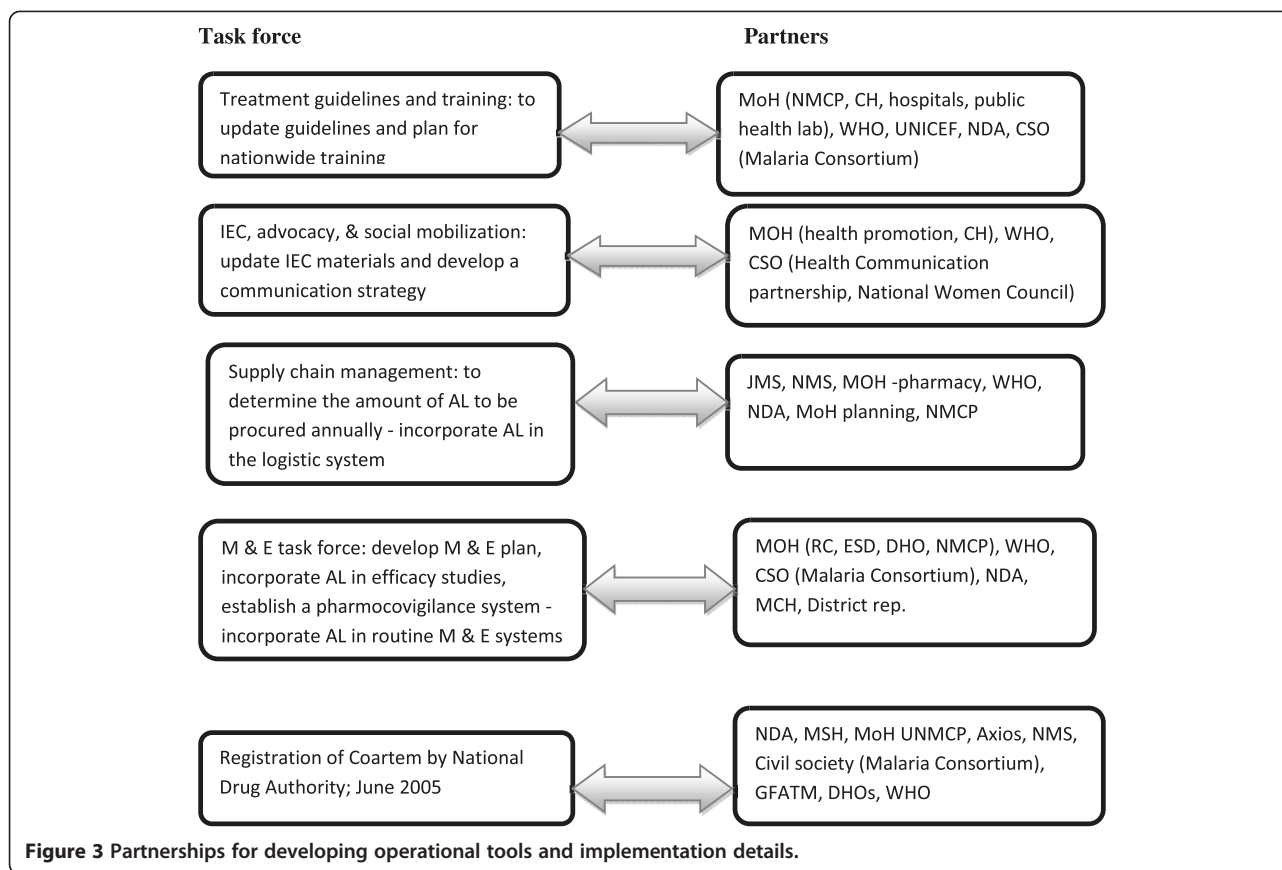 Task force
Partners
Treatment guidelines and training: to
update guidelines and plan for
nationwide training
MoH (NMCP, CH, hospitals, public
health lab), WHO, UNICEF, NDA, CSO
(Malaria Consortium)
IEC, advocacy, & social mobilization:
update IEC materials and develop a
communication strategy
MOH (health promotion, CH), WHO,
CSO (Health Communication
partnership, National Women Council)
Supply chain management: to
determine the amount of AL to be
procured annually - incorporate AL in
the logistic system
JMS, NMS, MOH -pharmacy, WHO,
NDA, MoH planning, NMCP
M & E task force: develop M & E plan,
incorporate AL in efficacy studies,
establish a pharmocovigilance system -
incorporate AL in routine M & E systems
MOH (RC, ESD, DHO, NMCP), WHO,
CSO (Malaria Consortium), NDA,
MCH, District rep.
Registration of Coartem by National
Drug Authority; June 2005
NDA, MSH, MoH UNMCP, Axios, NMS,
Civil society (Malaria Consortium),
GFATM, DHOs, WHO
Figure 3 Partnerships for developing operational tools and implementation details.